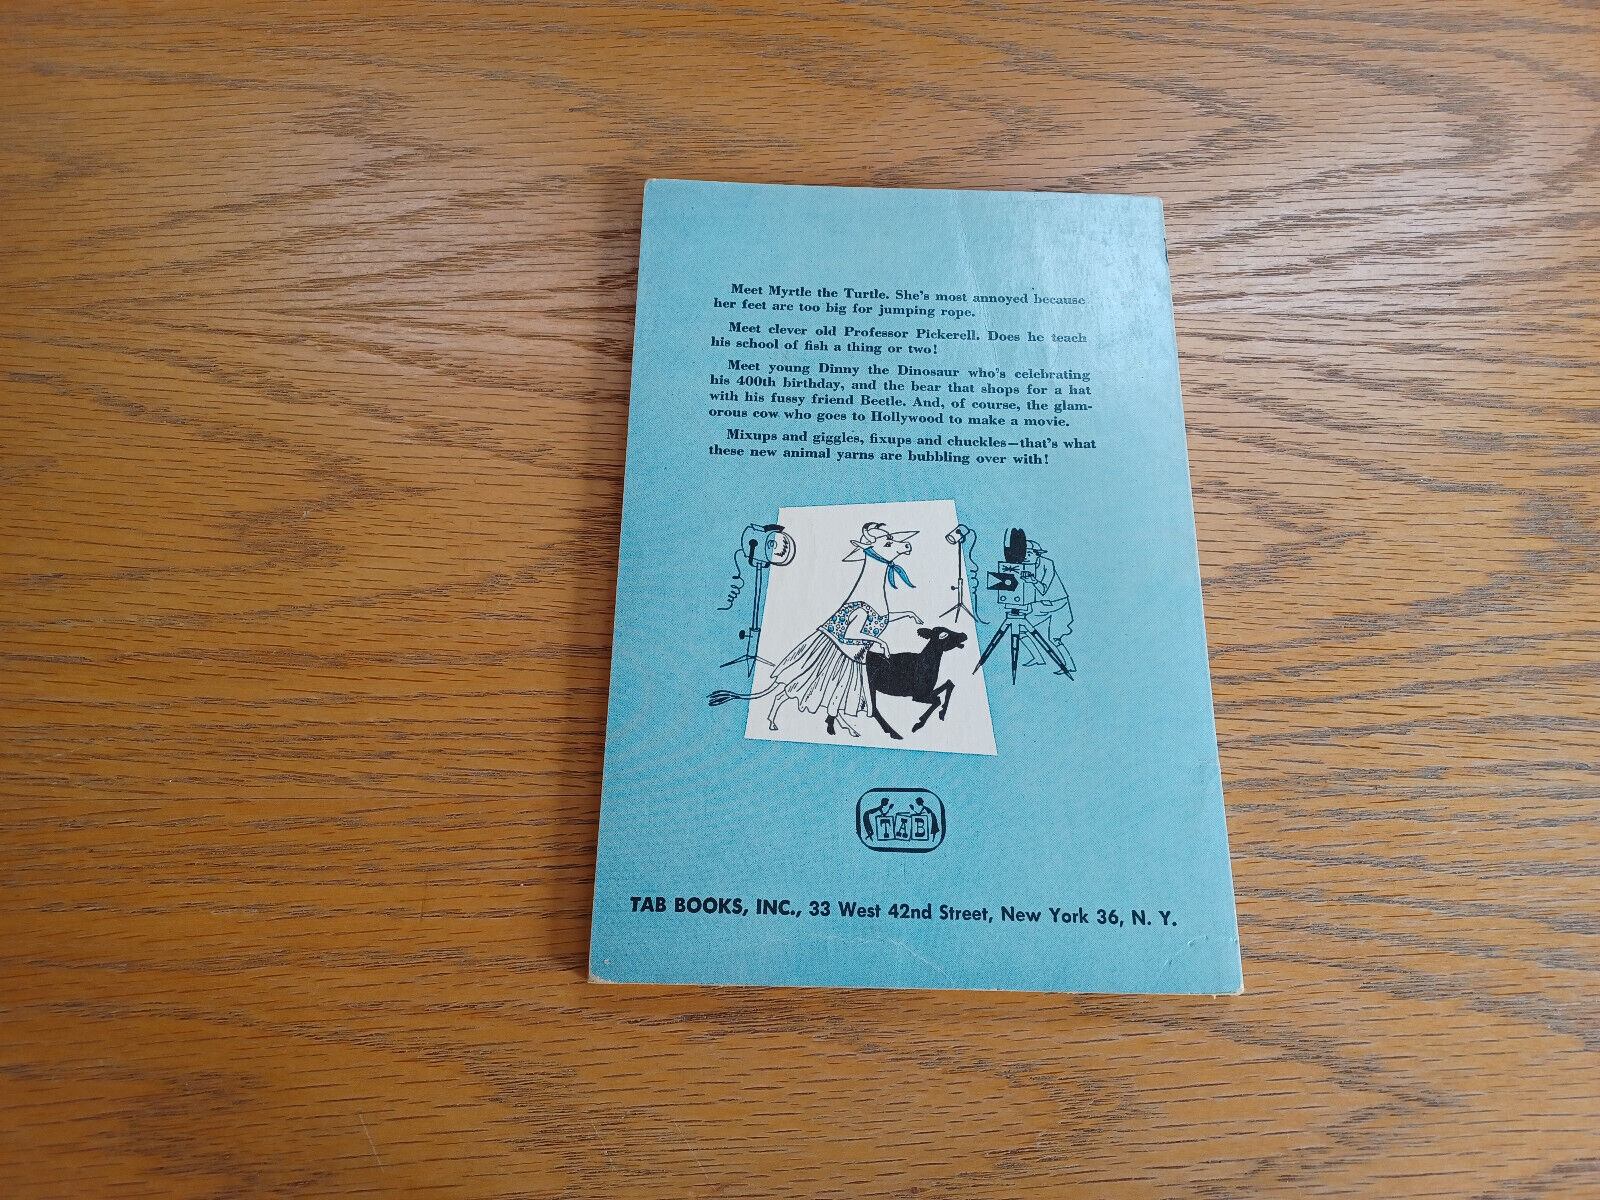 Meet Myrtle the Turtle. She's most annoyed because
her feet are too big for jumping rope.
Meet clever old Professor Pickerell. Does he teach
his school of fish a thing or two!
Meet young Dinny the Dinosaur who's celebrating
his 400th birthday, and the bear that shops for a hat
with his fussy friend Beetle. And, of course, the glam-
orous cow who goes to Hollywood to make a movie.
Mixups and giggles, fixups and chuckles—that's what
these new animal yarns are bubbling over with!
TAB
TAB BOOKS, INC., 33 West 42nd Street, New York 36, N. Y.